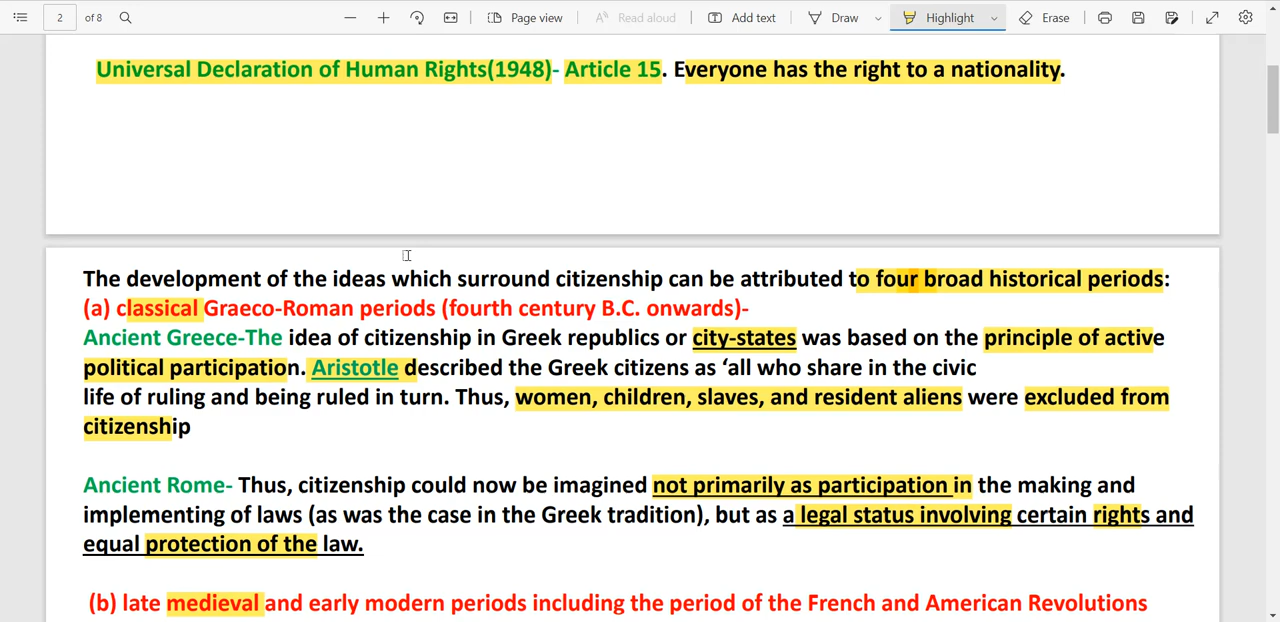 2 of 8 Page view Read aloud Add text Draw Highlight Erase
Universal Declaration of Human Rights(1948)- Article 15. Everyone has the right to a nationality.
The development of the ideas which surround citizenship can be attributed to four broad historical periods:
(a) classical Graeco-Roman periods (fourth century B.C. onwards)-
Ancient Greece-The idea of citizenship in Greek republics or city-states was based on the principle of active
political participation. Aristotle described the Greek citizens as ‘all who share in the civic
life of ruling and being ruled in turn. Thus, women, children, slaves, and resident aliens were excluded from
citizenship
Ancient Rome- Thus, citizenship could now be imagined not primarily as participation in the making and
implementing of laws (as was the case in the Greek tradition), but as a legal status involving certain rights and
equal protection of the law.
(b) late medieval and early modern periods including the period of the French and American Revolutions